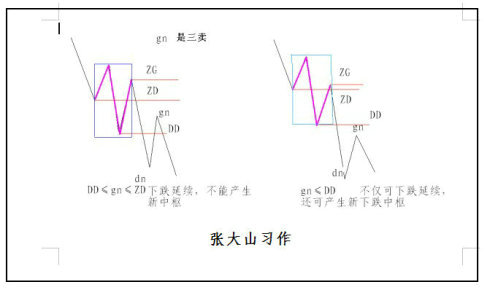 gn 是三卖
ZG
ZD
gn
DD
dn
DD≤gn≤ZD下跌延续，不能产生
新中枢
ZG
ZD
DD
gn
dn
gn≤DD 不仅可下跌延续，
还可产生新下跌中枢
张大山习作